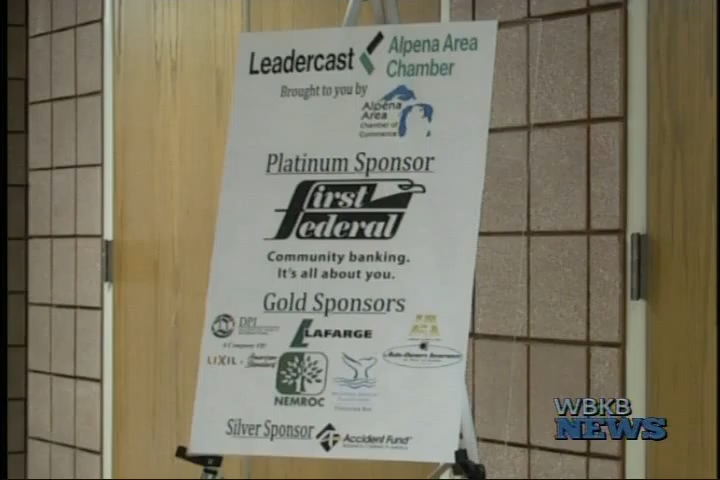 Leadercast
Alpena Area
Chamber
Brought to you by
Alpena
Area
Chamber of
Commerce
Platinum Sponsor
First
Federal
Community banking.
It's all about you.
Gold Sponsors
DPI
A Company Of:
LIXIL
American
Standard
LAFARGE
Auto-Owners Insurance
NEMROC
Silver Sponsor
Accident Fund
WBKB
NEWS